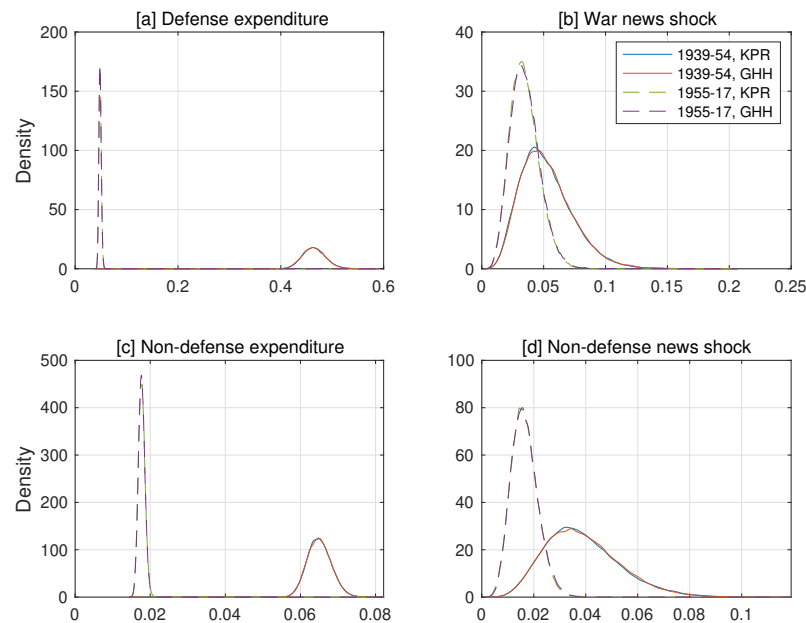 [a] Defense expenditure
200
150
100
50
0
Density
0 0.2 0.4 0.6
[b] War news shock
40
30
20
10
0
0 0.05 0.1 0.15 0.2 0.25
1939-54, KPR
1939-54, GHH
1955-17, KPR
1955-17, GHH
[c] Non-defense expenditure
500
400
300
200
100
0
Density
0 0.02 0.04 0.06 0.08
[d] Non-defense news shock
100
80
60
40
20
0
0 0.02 0.04 0.06 0.08 0.1